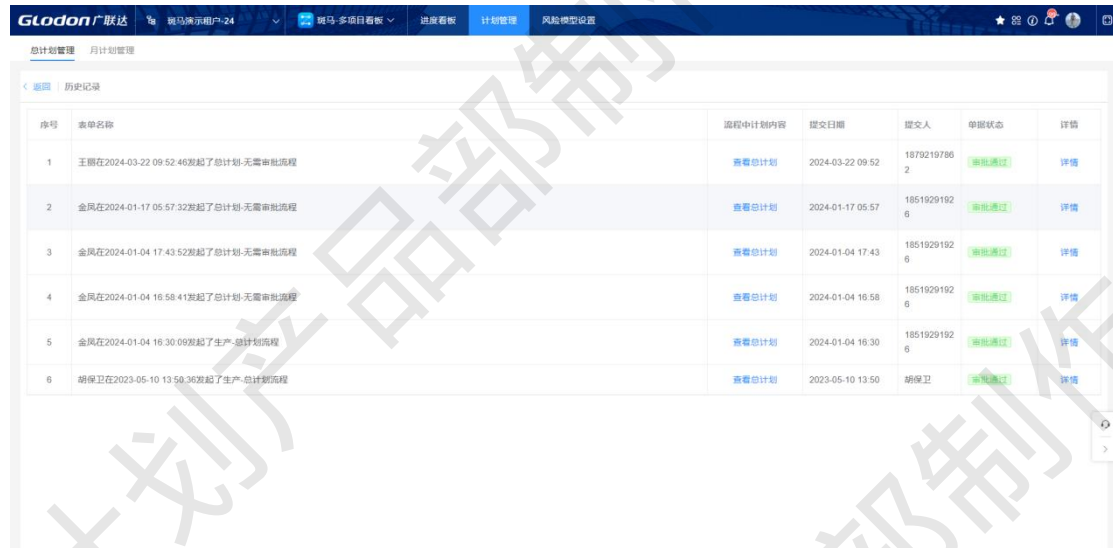 GLodon广联达 斑马演示租户-24 斑马-多项目看板 进度看板 计划管理 风险模型设置
总计划管理 月计划管理
返回 历史记录
序号 表单名称 流程中计划内容 提交日期 提交人 单据状态 详情
1 王丽在2024-03-22 09:52:46发起了总计划-无需审批流程 查看总计划 2024-03-22 09:52 18792197862 审批通过 详情
2 金凤在2024-01-17 05:57:32发起了总计划-无需审批流程 查看总计划 2024-01-17 05:57 18519291926 审批通过 详情
3 金凤在2024-01-04 17:43:52发起了总计划-无需审批流程 查看总计划 2024-01-04 17:43 18519291926 审批通过 详情
4 金凤在2024-01-04 16:58:41发起了总计划-无需审批流程 查看总计划 2024-01-04 16:58 18519291926 审批通过 详情
5 金凤在2024-01-04 16:30:09发起了生产-总计划流程 查看总计划 2024-01-04 16:30 18519291926 审批通过 详情
6 胡保卫在2023-05-10 13:50:36发起了生产-总计划流程 查看总计划 2023-05-10 13:50 胡保卫 审批通过 详情
计划产品部制作